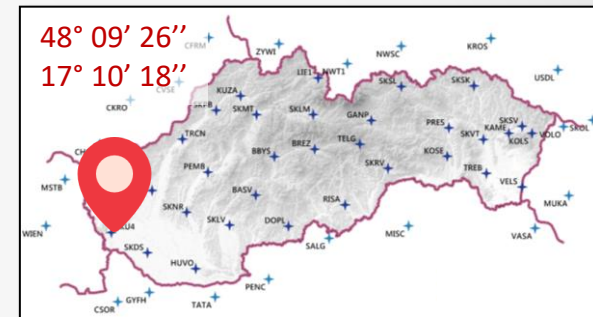 48° 09’ 26’’
17° 10’ 18’’
CFRM
ZYWI
NWSC
KROS
LIE1
NWT1
USDL
CVSE
KUZA
SKSL
SKSK
CKRO
SKMT
SKLM
GANP
PRES
SKSV
KAME
VOLO
SKOL
TRCN
TELG
SKVT
KOLS
BBYS
BREZ
KOSE
PEMB
SKRV
TREB
MSTB
VELS
BASV
RISA
MUKA
SKNR
WIEN
SKLV
DOPL
MISC
VASA
SKDS
SALG
HUVO
PENC
CSOR
GYFH
TATA